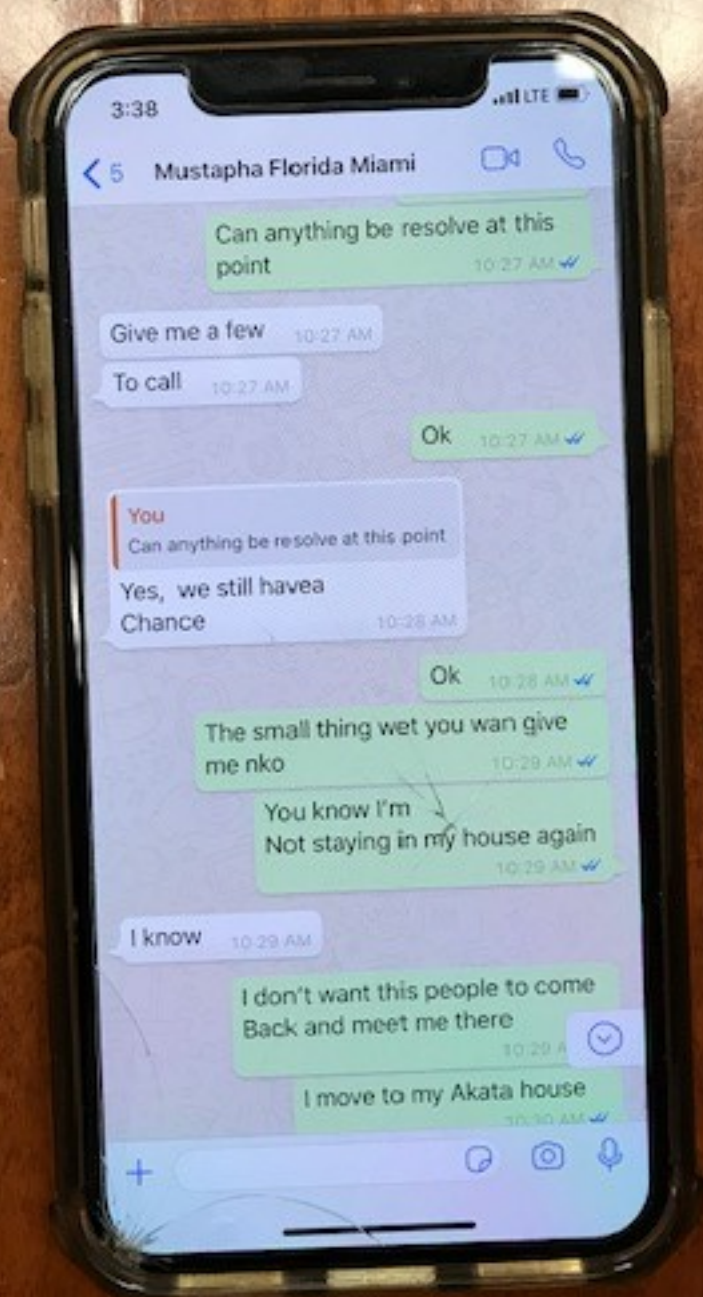 3:38
LTE
5 Mustapha Florida Miami
Can anything be resolve at this
point 10:27 AM
Give me a few 10:27 AM
To call 10:27 AM
Ok 10:27 AM
You
Can anything be resolve at this point
Yes, we still havea
Chance 10:28 AM
Ok 10:28 AM
The small thing wet you wan give
me nko 10:29 AM
You know I'm
Not staying in my house again
10:29 AM
I know 10:29 AM
I don't want this people to come
Back and meet me there
10:29 A
I move to my Akata house
10:30 AM